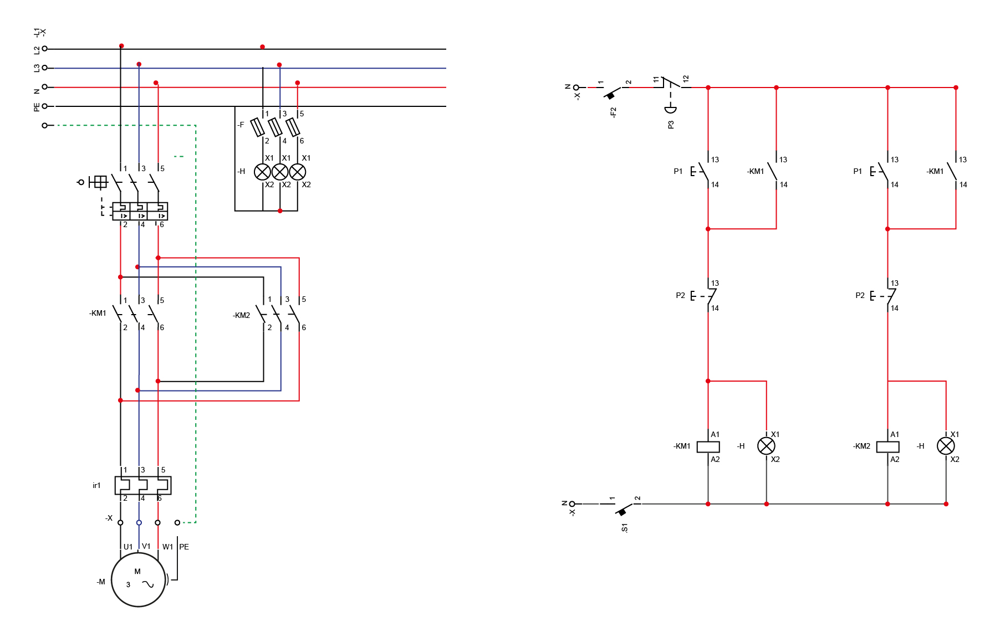 -L1
-X
L2
L3
N
PE
1 3 5
-F
2 4 6
X1 X1 X1
-H
X2 X2 X2
1 3 5
I> I> I>
2 4 6
1 3 5
-KM1
2 4 6
1 3 5
-KM2
2 4 6
1 3 5
ir1
2 4 6
-X
U1 V1 W1 PE
M
3
-M
N
-X
1 2
-F2
11 12
P3
13
P1
14
13
-KM1
14
13
P1
14
13
-KM1
14
13
P2
14
13
P2
14
A1
-KM1
A2
X1
-H
X2
A1
-KM2
A2
X1
-H
X2
N
-X
1 2
.S1